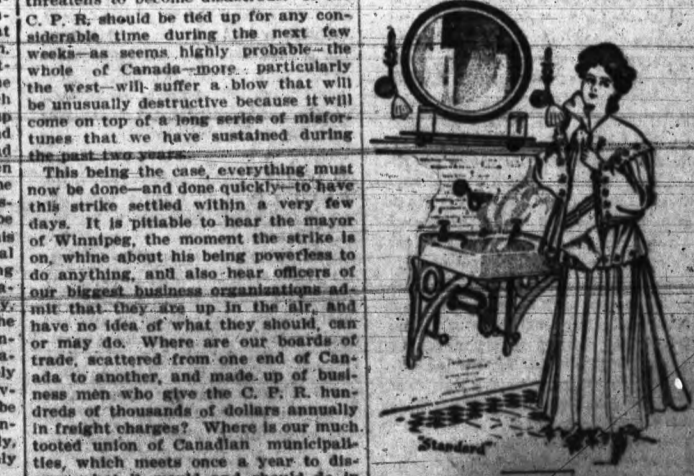 C. P. R. should be tied up for any con-
siderable time during the next few
weeks—as seems highly probable—the
whole of Canada—more particularly
the west—will suffer a blow that will
be unusually destructive because it will
come on top of a long series of misfor-
tunes that we have sustained during
the past two years.
This being the case, everything must
now be done—and done quickly—to have
this strike settled within a very few
days. It is pitiable to hear the mayor
of Winnipeg, the moment the strike is
on, whine about his being powerless to
do anything, and also hear officers of
our biggest business organizations ad-
mit that they are up in the air, and
have no idea of what they should, can
or may do. Where are our boards of
trade, scattered from one end of Can-
ada to another, and made up of busi-
ness men who give the C. P. R. hun-
dreds of thousands of dollars annually
in freight charges? Where is our much
tooted union of Canadian municipali-
ties, which meets once a year to dis-
"Standard"